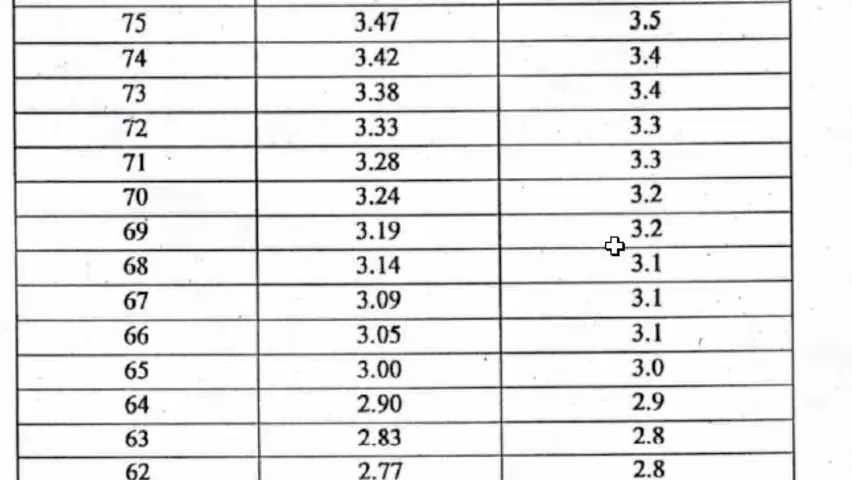 75 3.47 3.5
74 3.42 3.4
73 3.38 3.4
72 3.33 3.3
71 3.28 3.3
70 3.24 3.2
69 3.19 3.2
68 3.14 3.1
67 3.09 3.1
66 3.05 3.1
65 3.00 3.0
64 2.90 2.9
63 2.83 2.8
62 2.77 2.8